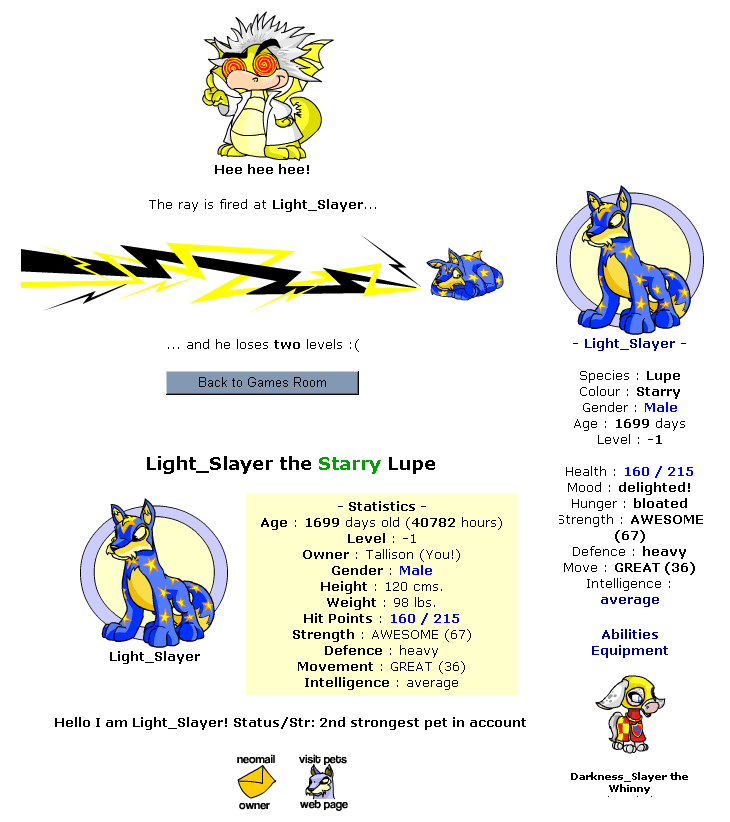 Hee hee hee!
The ray is fired at Light_Slayer...
... and he loses two levels :(
Back to Games Room
Light_Slayer the Starry Lupe
Light_Slayer
- Statistics -
Age : 1699 days old (40782 hours)
Level : -1
Owner : Tallison (You!)
Gender : Male
Height : 120 cms.
Weight : 98 lbs.
Hit Points : 160 / 215
Strength : AWESOME (67)
Defence : heavy
Movement : GREAT (36)
Intelligence : average
Hello I am Light_Slayer! Status/Str: 2nd strongest pet in account
neomail
owner
visit pets
web page
- Light_Slayer -
Species : Lupe
Colour : Starry
Gender : Male
Age : 1699 days
Level : -1
Health : 160 / 215
Mood : delighted!
Hunger : bloated
Strength : AWESOME
(67)
Defence : heavy
Move : GREAT (36)
Intelligence :
average
Abilities
Equipment
Darkness_Slayer the
Whinny